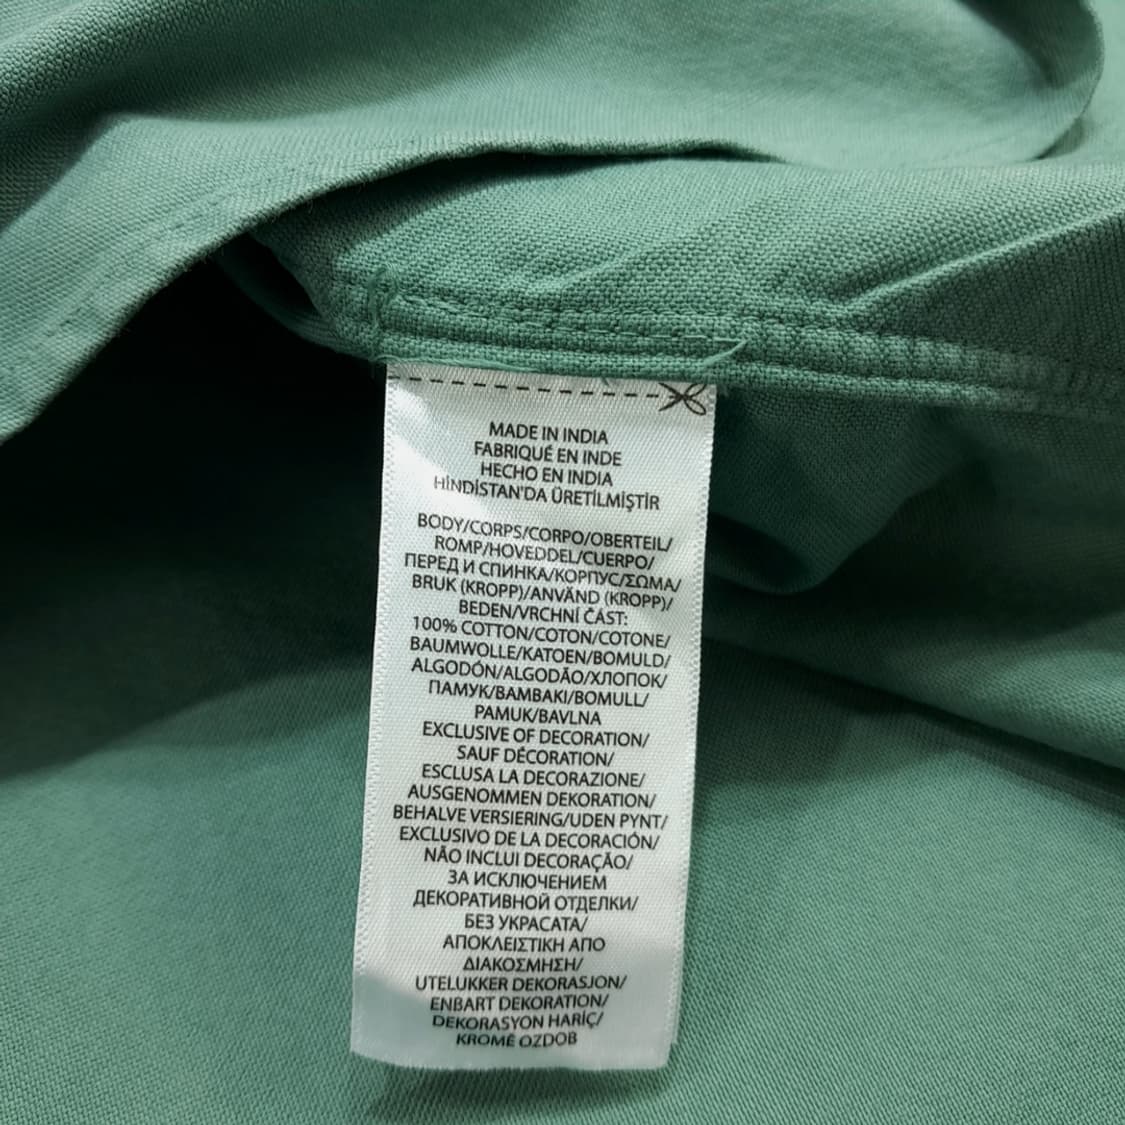 MADE IN INDIA
FABRIQUÉ EN INDE
HECHO EN INDIA
HİNDİSTAN'DA ÜRETİLMİŞTİR
BODY/CORPS/CORPO/OBERTEIL/
ROMP/HOVEDDEL/CUERPO/
ПЕРЕД И СПИНКА/КОРПУС/ΣΩΜΑ/
BRUK (KROPP)/ANVÄND (KROPP)/
BEDEN/VRCHNÍ ČÁST:
100% COTTON/COTON/COTONE/
BAUMWOLLE/KATOEN/BOMULD/
ALGODÓN/ALGODÃO/ХЛОПОК/
ПАМУК/BAMBAKI/BOMULL/
PAMUK/BAVLNA
EXCLUSIVE OF DECORATION/
SAUF DÉCORATION/
ESCLUSA LA DECORAZIONE/
AUSGENOMMEN DEKORATION/
BEHALVE VERSIERING/UDEN PYNT/
EXCLUSIVO DE LA DECORACIÓN/
NÃO INCLUI DECORAÇÃO/
ЗА ИСКЛЮЧЕНИЕМ
ДЕКОРАТИВНОЙ ОТДЕЛКИ/
БЕЗ УКРАСАТА/
ΑΠΟΚΛΕΙΣΤΙΚΗ ΑΠΟ
ΔΙΑΚΟΣΜΗΣΗ/
UTELUKKER DEKORASJON/
ENBART DEKORATION/
DEKORASYON HARİÇ/
KROMĚ OZDOB